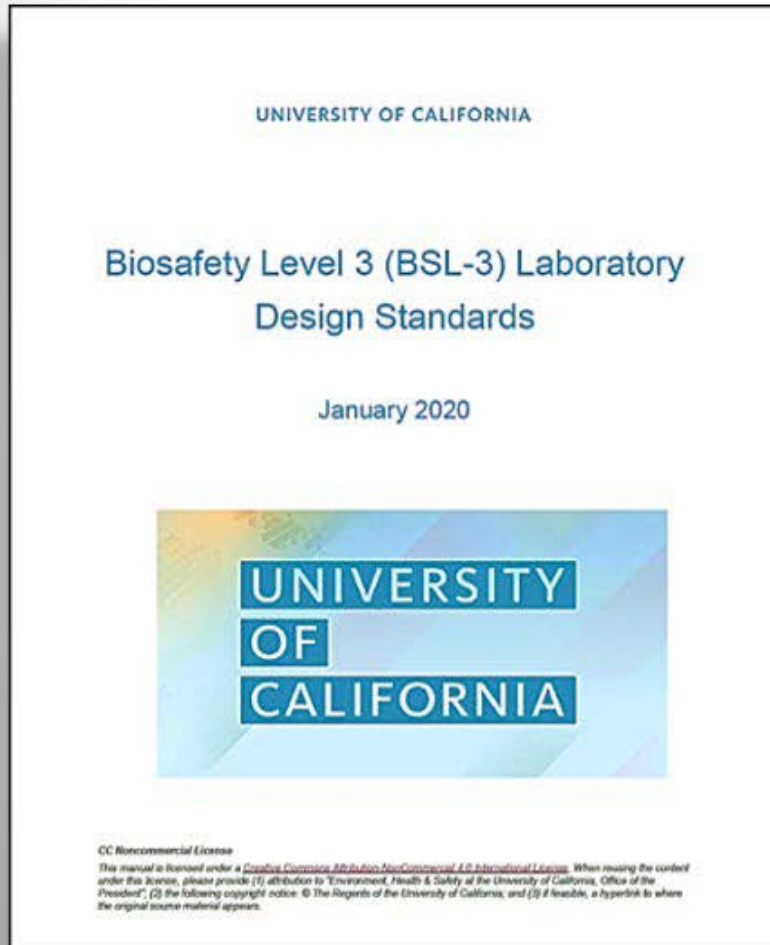 UNIVERSITY OF CALIFORNIA
Biosafety Level 3 (BSL-3) Laboratory
Design Standards
January 2020
UNIVERSITY
OF
CALIFORNIA
CC Noncommercial License
This manual is licensed under a Creative Commons Attribution NonCommercial 4.0 International License. When reusing the content
under this license, please provide (1) attribution to "Environment, Health & Safety at the University of California, Office of the
President"; (2) the following copyright notice: © The Regents of the University of California; and (3) if feasible, a hyperlink to where
the original source material appears.